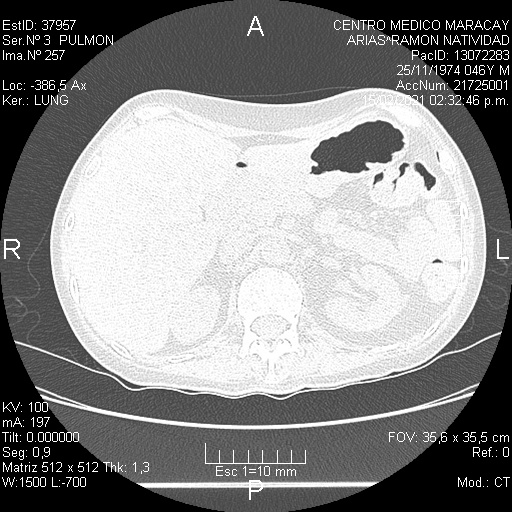 EstID: 37957
Ser.Nº 3 PULMON
Ima.Nº 257
Loc: -386,5 Ax
Ker.: LUNG
A
CENTRO MEDICO MARACAY
ARIAS^RAMON NATIVIDAD
PacID: 13072283
25/11/1974 046Y M
AccNum: 21725001
2021 02:32:46 p.m.
R
L
KV: 100
mA: 197
Tilt: 0.000000
Seg: 0,9
Matriz 512 x 512 Thk: 1,3
W:1500 L:-700
Esc 1=10 mm
P
FOV: 35,6 x 35,5 cm
Ref.: 0
Mod.: CT